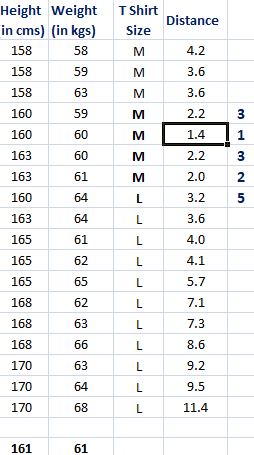 Height Weight T Shirt Distance
(in cms) (in kgs) Size
158 58 M 4.2
158 59 M 3.6
158 63 M 3.6
160 59 M 2.2 3
160 60 M 1.4 1
163 60 M 2.2 3
163 61 M 2.0 2
160 64 L 3.2 5
163 64 L 3.6
165 61 L 4.0
165 62 L 4.1
165 65 L 5.7
168 62 L 7.1
168 63 L 7.3
168 66 L 8.6
170 63 L 9.2
170 64 L 9.5
170 68 L 11.4
161 61